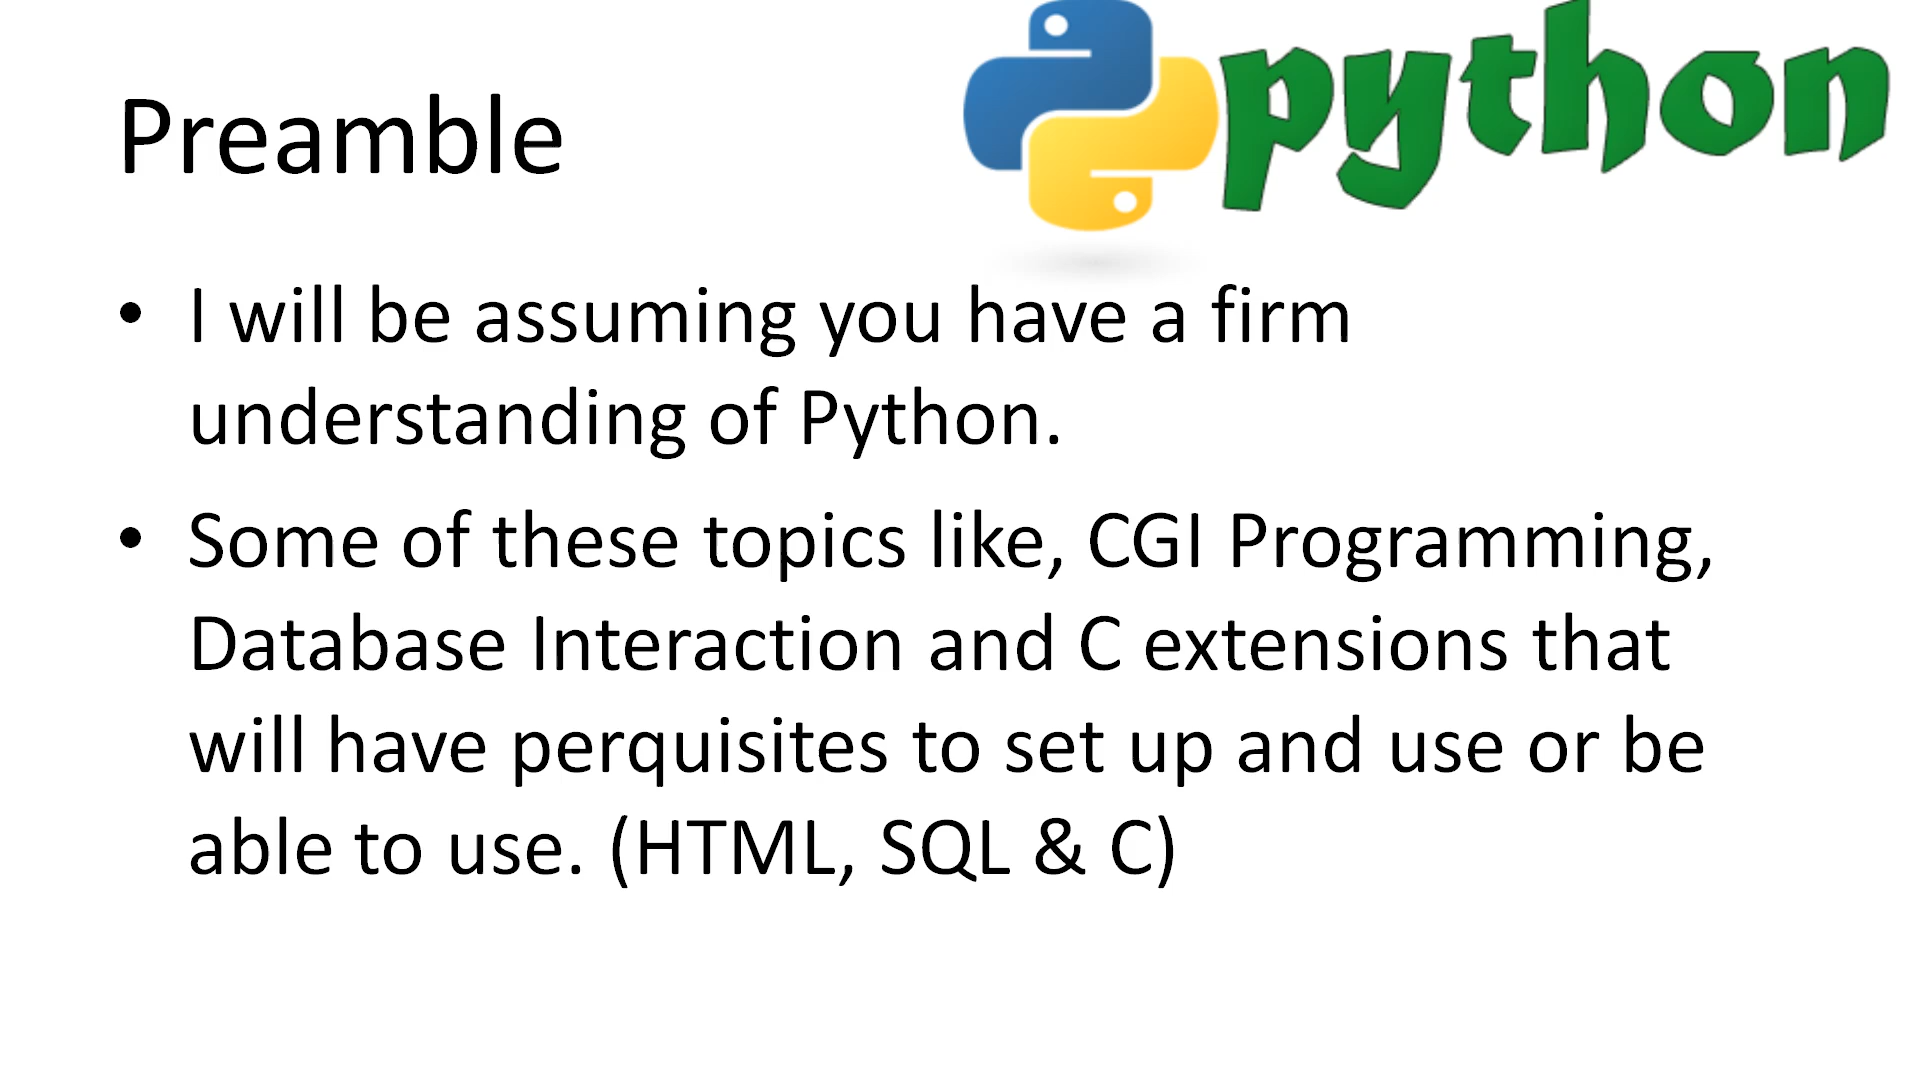 python
Preamble
• I will be assuming you have a firm
understanding of Python.
• Some of these topics like, CGI Programming,
Database Interaction and C extensions that
will have perquisites to set up and use or be
able to use. (HTML, SQL & C)